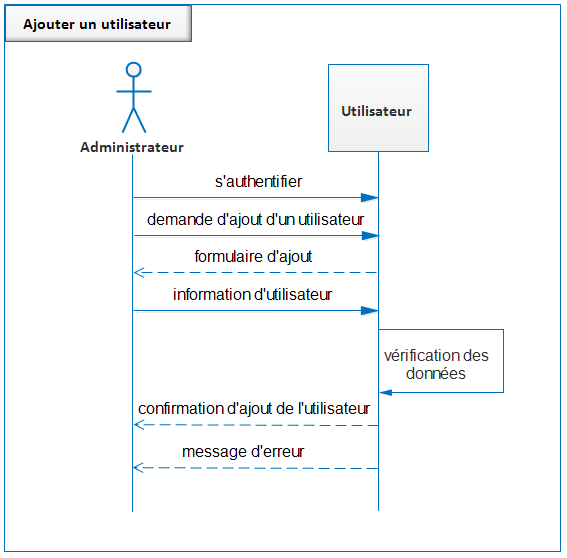 Ajouter un utilisateur
Utilisateur
Administrateur
s'authentifier
demande d'ajout d'un utilisateur
formulaire d'ajout
information d'utilisateur
vérification des
données
confirmation d'ajout de l'utilisateur
message d'erreur